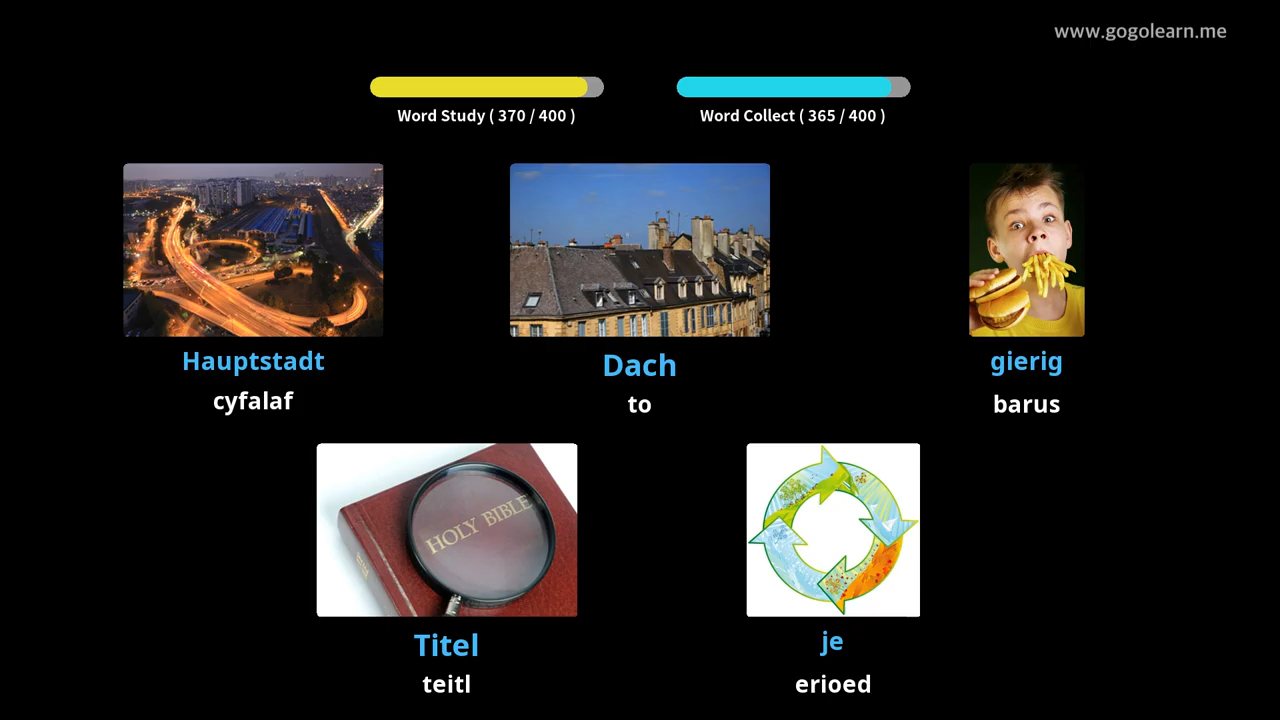 www.gogolearn.me
Word Study ( 370 / 400 )
Word Collect ( 365 / 400 )
Hauptstadt
cyfalaf
Dach
to
gierig
barus
HOLY BIBLE
Titel
teitl
je
erioed